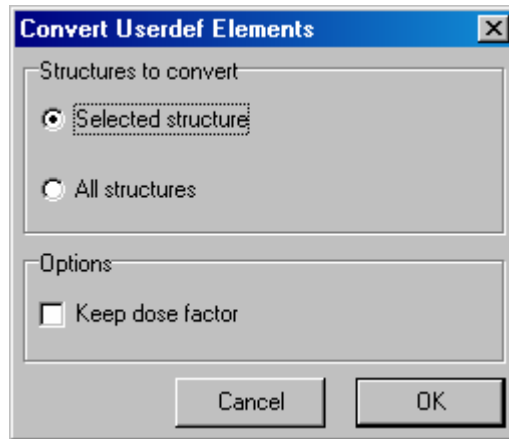 Convert Userdef Elements
Structures to convert
Selected structure
All structures
Options
Keep dose factor
Cancel OK